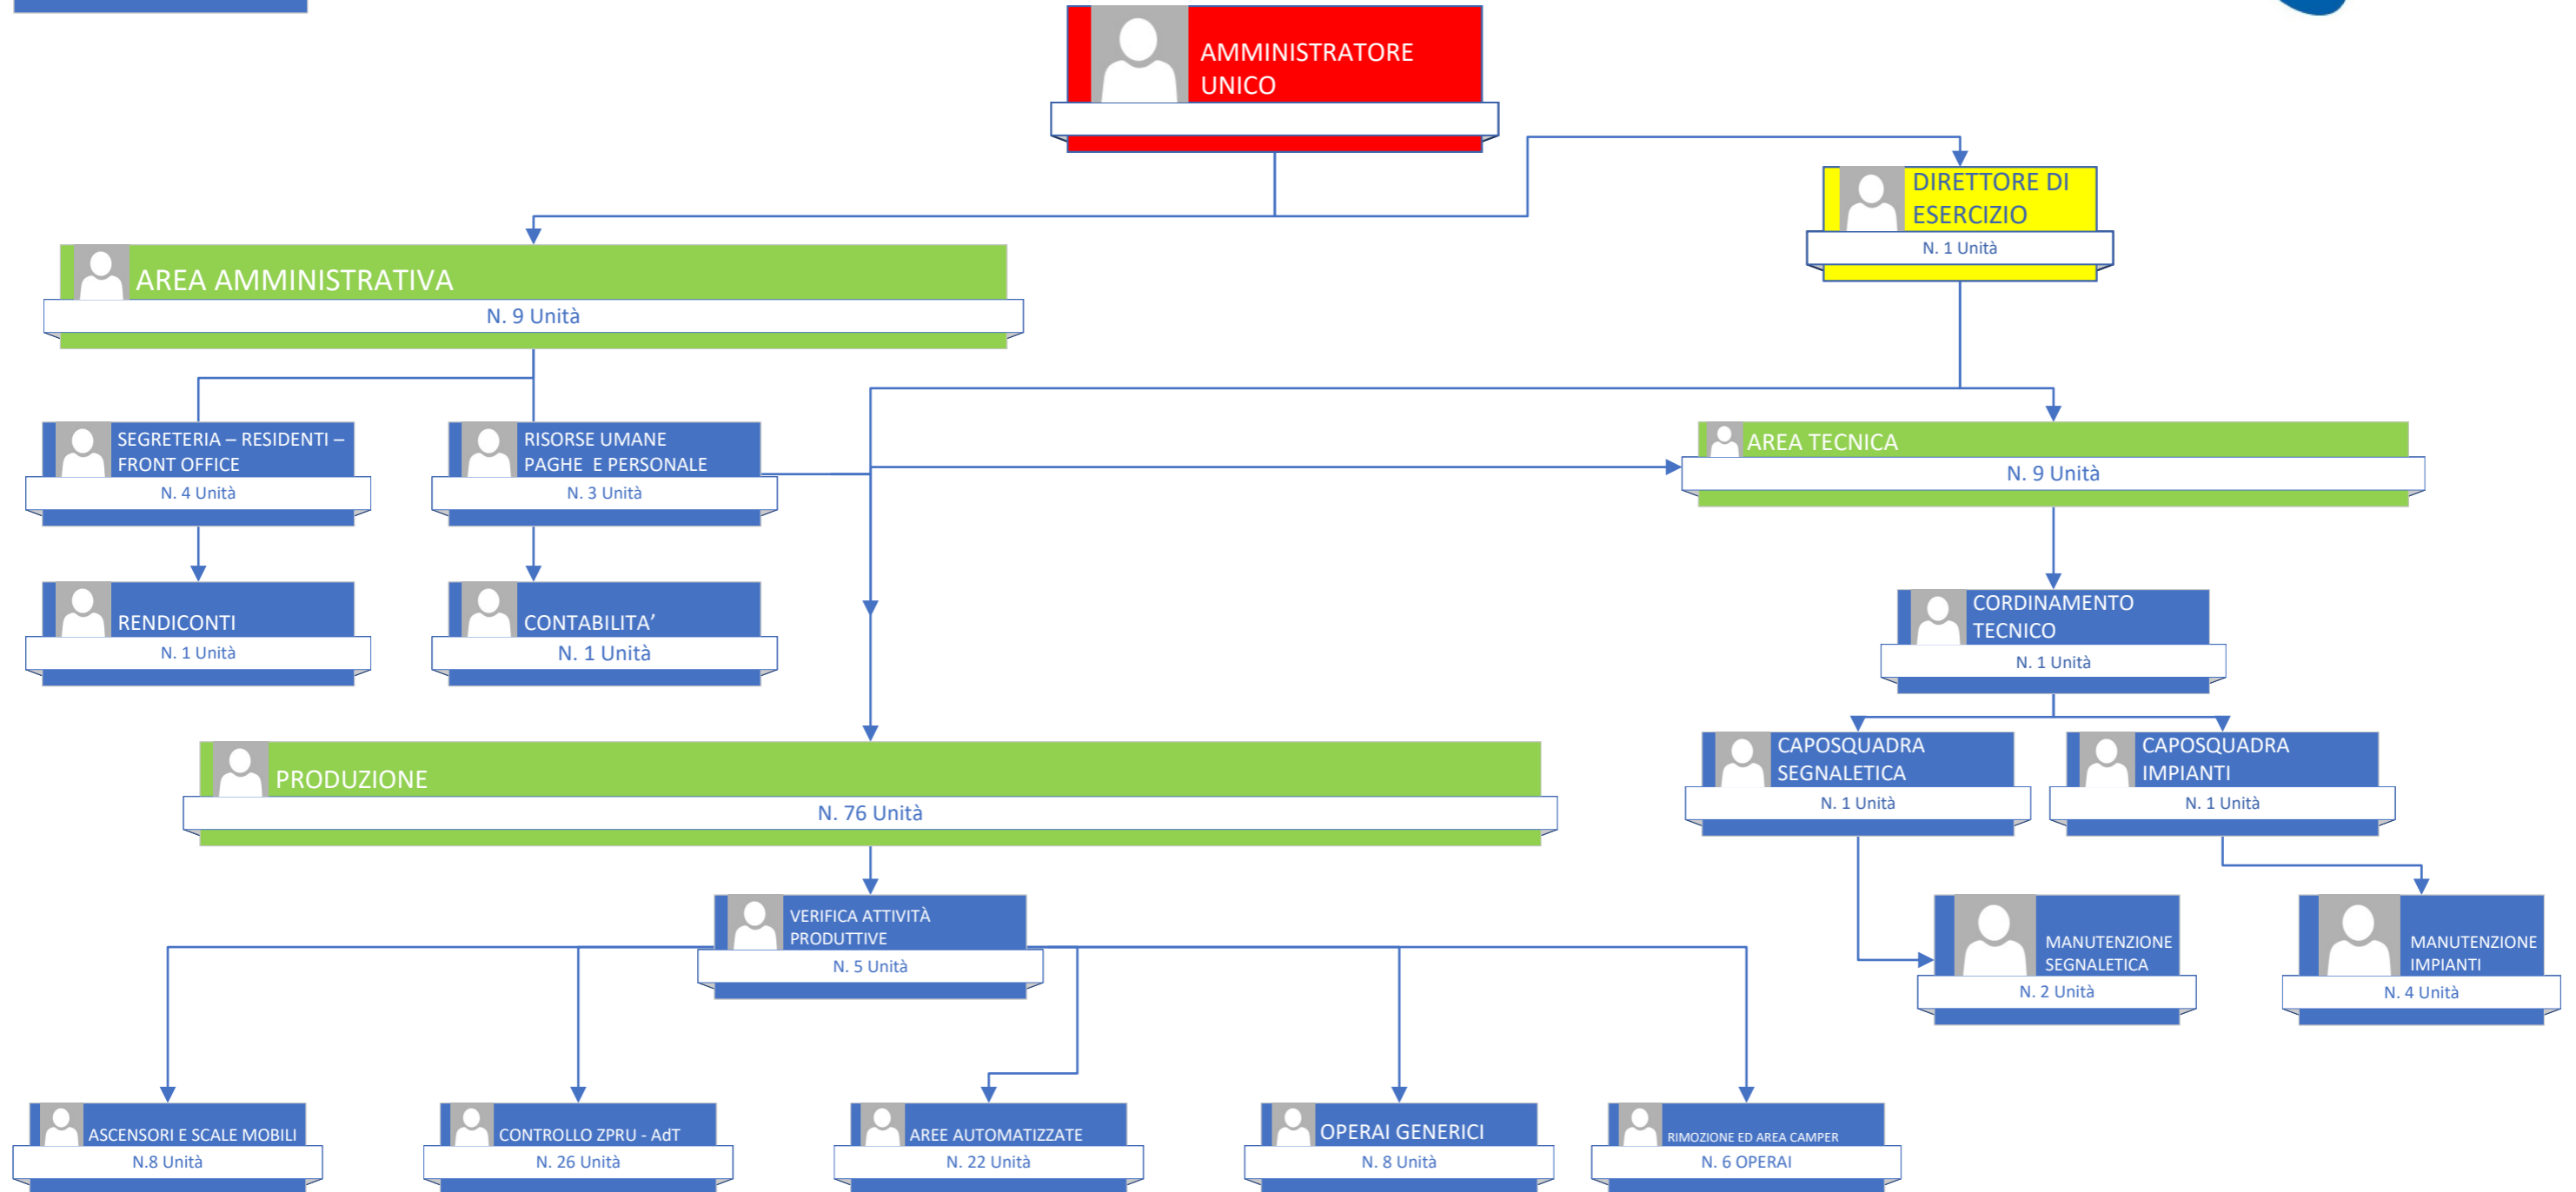 AMMINISTRATORE
UNICO
DIRETTORE DI
ESERCIZIO
N. 1 Unità
AREA AMMINISTRATIVA
N. 9 Unità
SEGRETERIA – RESIDENTI –
FRONT OFFICE
N. 4 Unità
RISORSE UMANE
PAGHE E PERSONALE
N. 3 Unità
AREA TECNICA
N. 9 Unità
RENDICONTI
N. 1 Unità
CONTABILITA’
N. 1 Unità
CORDINAMENTO
TECNICO
N. 1 Unità
PRODUZIONE
N. 76 Unità
CAPOSQUADRA
SEGNALETICA
N. 1 Unità
CAPOSQUADRA
IMPIANTI
N. 1 Unità
VERIFICA ATTIVITÀ
PRODUTTIVE
N. 5 Unità
MANUTENZIONE
SEGNALETICA
N. 2 Unità
MANUTENZIONE
IMPIANTI
N. 4 Unità
ASCENSORI E SCALE MOBILI
N.8 Unità
CONTROLLO ZPRU - AdT
N. 26 Unità
AREE AUTOMATIZZATE
N. 22 Unità
OPERAI GENERICI
N. 8 Unità
RIMOZIONE ED AREA CAMPER
N. 6 OPERAI